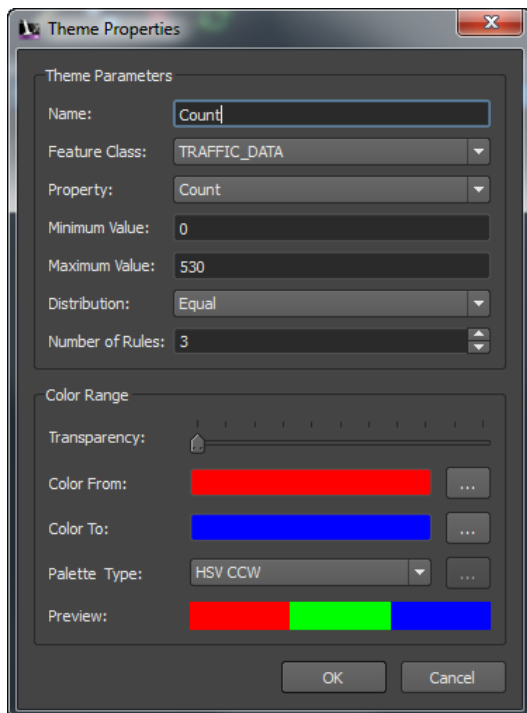 Theme Properties
Theme Parameters
Name: Count
Feature Class: TRAFFIC_DATA
Property: Count
Minimum Value: 0
Maximum Value: 530
Distribution: Equal
Number of Rules: 3
Color Range
Transparency:
Color From: ...
Color To: ...
Palette Type: HSV CCW ...
Preview:
OK Cancel